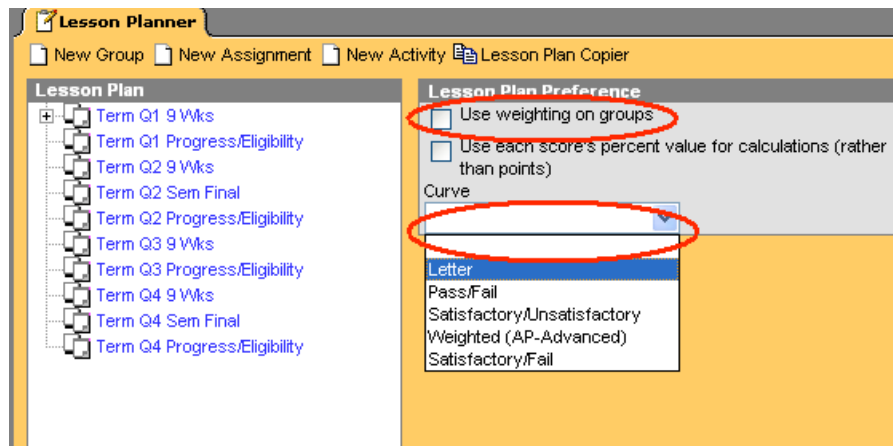 Lesson Planner
New Group New Assignment New Activity Lesson Plan Copier
Lesson Plan
Term Q1 9 Wks
Term Q1 Progress/Eligibility
Term Q2 9 Wks
Term Q2 Sem Final
Term Q2 Progress/Eligibility
Term Q3 9 Wks
Term Q3 Progress/Eligibility
Term Q4 9 Wks
Term Q4 Sem Final
Term Q4 Progress/Eligibility
Lesson Plan Preference
Use weighting on groups
Use each score's percent value for calculations (rather
than points)
Curve
Letter
Pass/Fail
Satisfactory/Unsatisfactory
Weighted (AP-Advanced)
Satisfactory/Fail